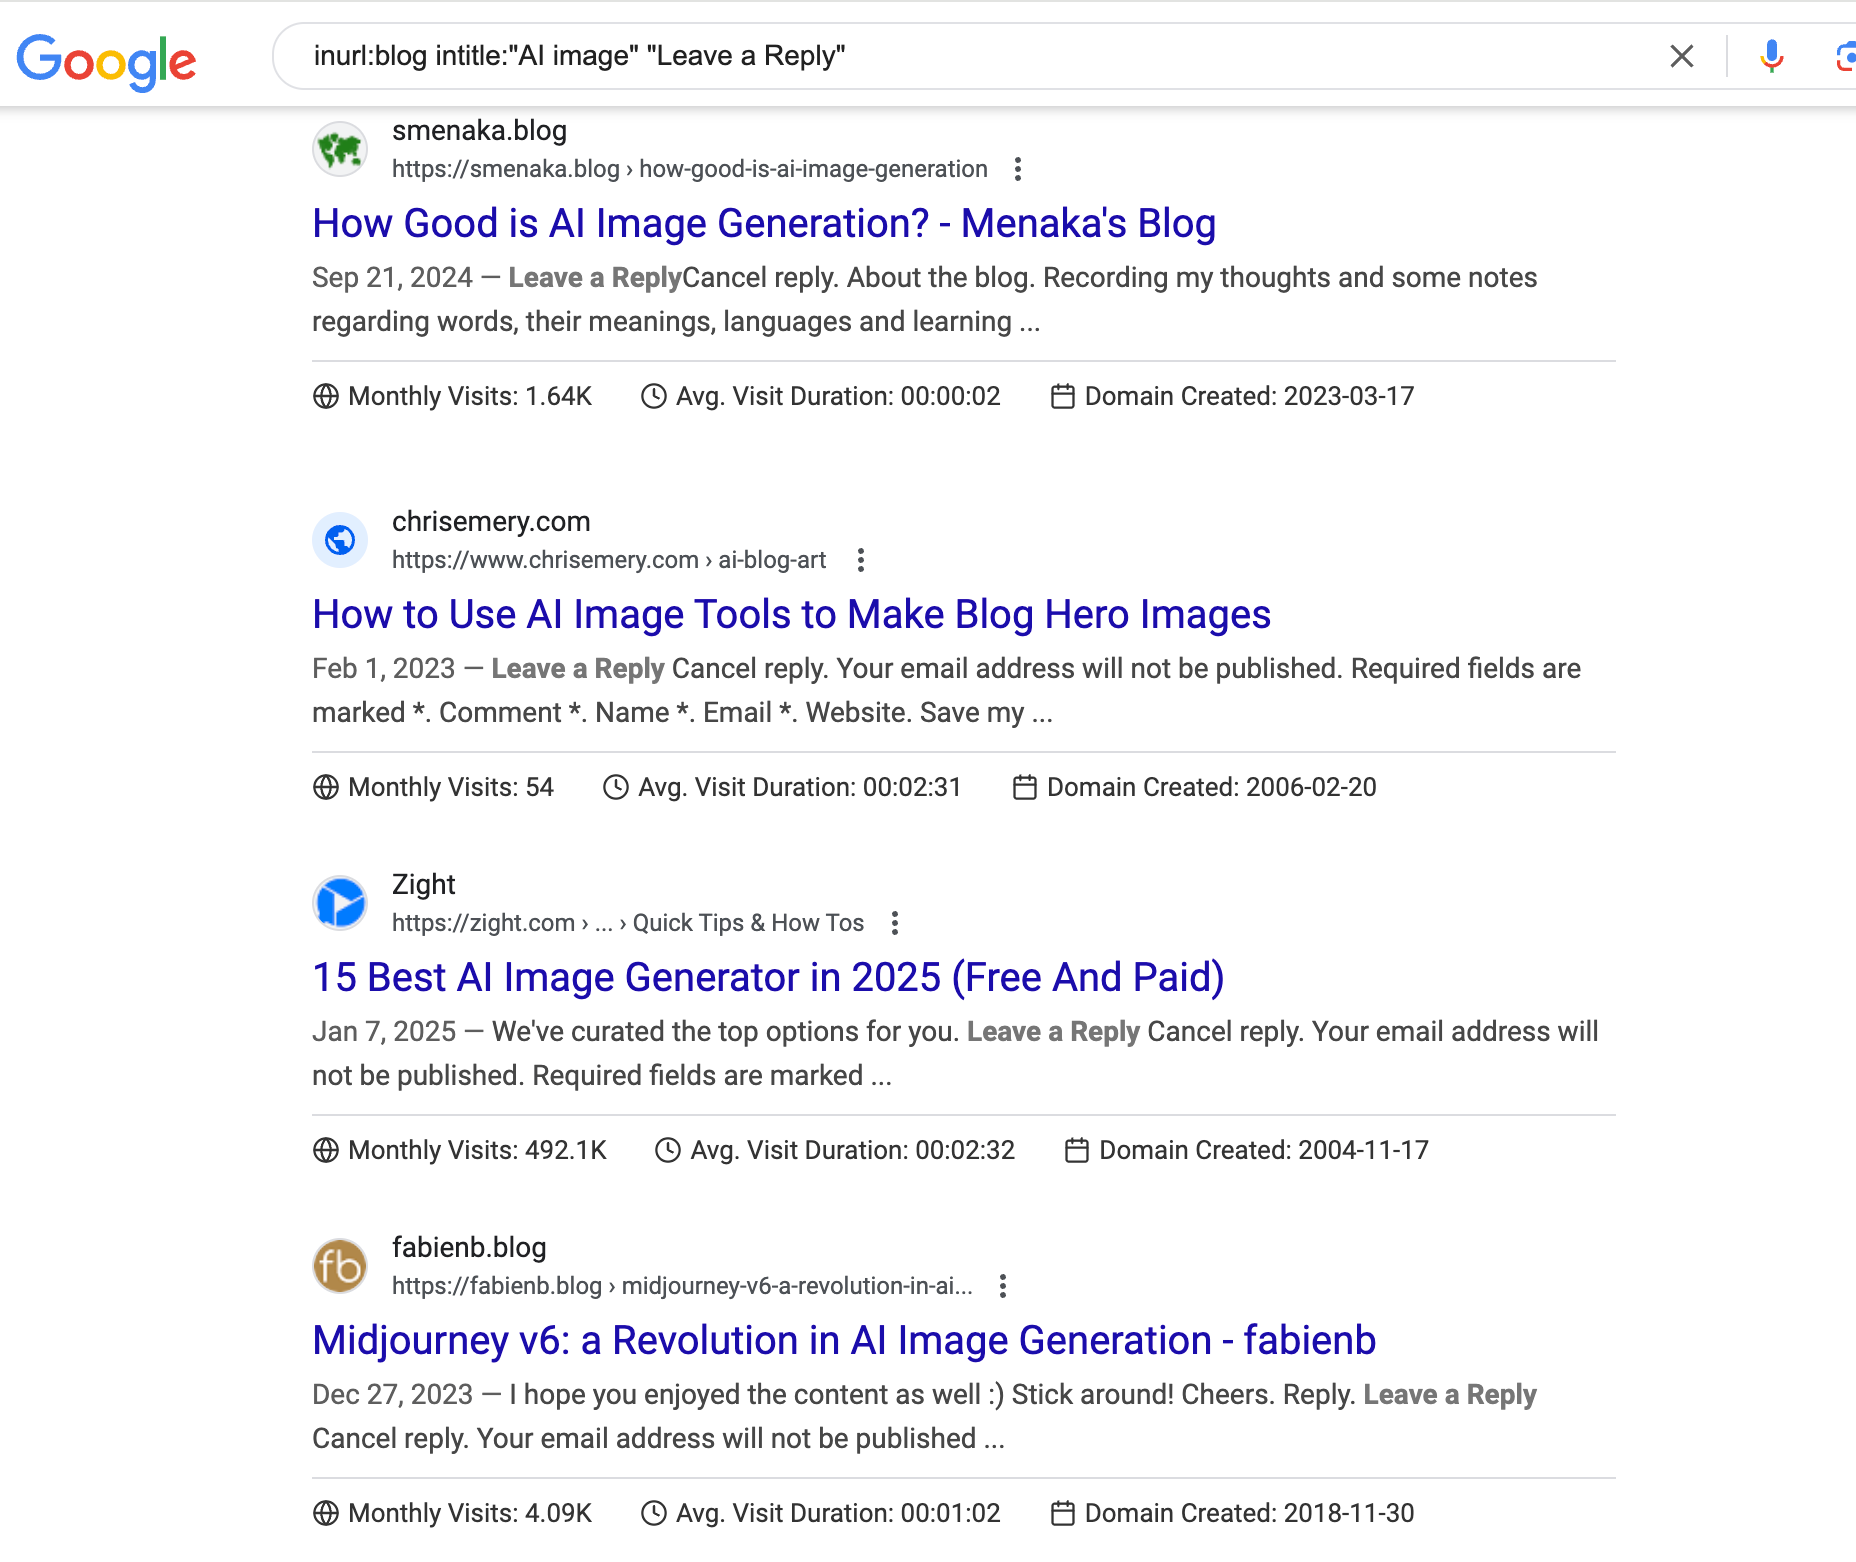 Google
inurl:blog intitle:"AI image" "Leave a Reply"
smenaka.blog
https://smenaka.blog › how-good-is-ai-image-generation
How Good is AI Image Generation? - Menaka's Blog
Sep 21, 2024 — Leave a ReplyCancel reply. About the blog. Recording my thoughts and some notes
regarding words, their meanings, languages and learning ...
Monthly Visits: 1.64K Avg. Visit Duration: 00:00:02 Domain Created: 2023-03-17
chrisemery.com
https://www.chrisemery.com › ai-blog-art
How to Use AI Image Tools to Make Blog Hero Images
Feb 1, 2023 — Leave a Reply Cancel reply. Your email address will not be published. Required fields are
marked *. Comment *. Name *. Email *. Website. Save my ...
Monthly Visits: 54 Avg. Visit Duration: 00:02:31 Domain Created: 2006-02-20
Zight
https://zight.com › ... › Quick Tips & How Tos
15 Best AI Image Generator in 2025 (Free And Paid)
Jan 7, 2025 — We've curated the top options for you. Leave a Reply Cancel reply. Your email address will
not be published. Required fields are marked ...
Monthly Visits: 492.1K Avg. Visit Duration: 00:02:32 Domain Created: 2004-11-17
fb
fabienb.blog
https://fabienb.blog › midjourney-v6-a-revolution-in-ai...
Midjourney v6: a Revolution in AI Image Generation - fabienb
Dec 27, 2023 — I hope you enjoyed the content as well :) Stick around! Cheers. Reply. Leave a Reply
Cancel reply. Your email address will not be published ...
Monthly Visits: 4.09K Avg. Visit Duration: 00:01:02 Domain Created: 2018-11-30